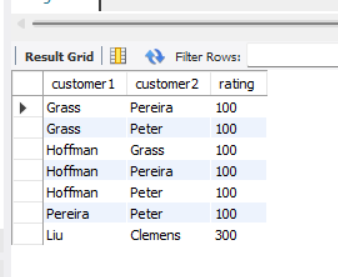 Result Grid Filter Rows:
customer1 customer2 rating
Grass Pereira 100
Grass Peter 100
Hoffman Grass 100
Hoffman Pereira 100
Hoffman Peter 100
Pereira Peter 100
Liu Clemens 300